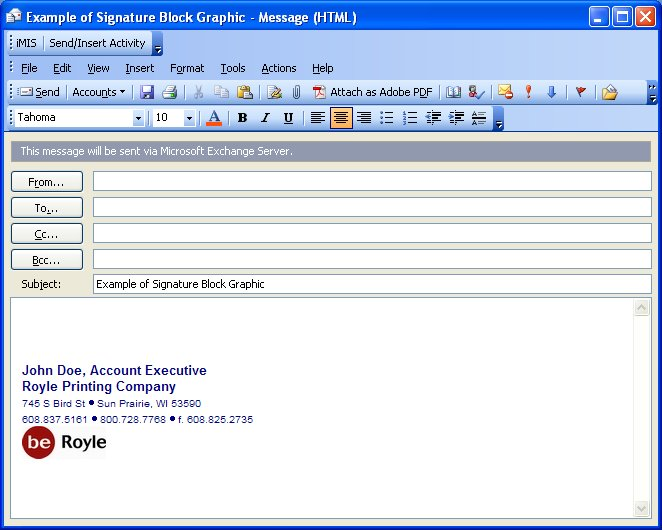 Example of Signature Block Graphic - Message (HTML)
iMIS Send/Insert Activity
File Edit View Insert Format Tools Actions Help
Send Accounts Attach as Adobe PDF
Tahoma 10 A B I U
This message will be sent via Microsoft Exchange Server.
From...
To...
Cc...
Bcc...
Subject: Example of Signature Block Graphic
John Doe, Account Executive
Royle Printing Company
745 S Bird St • Sun Prairie, WI 53590
608.837.5161 • 800.728.7768 • f. 608.825.2735
be Royle